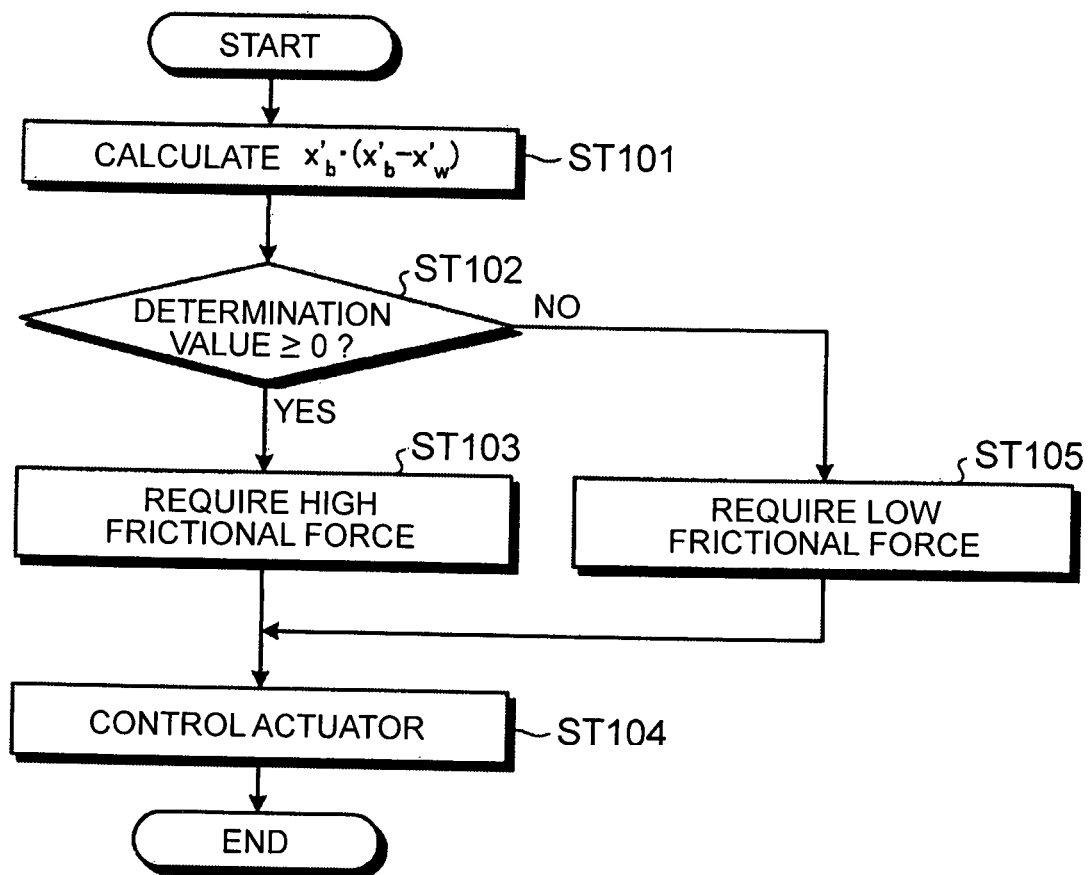 START
CALCULATE x'b·(x'b-x'w)
ST101
ST102
DETERMINATION
VALUE ≥ 0 ?
NO
YES
ST103
REQUIRE HIGH
FRICTIONAL FORCE
ST105
REQUIRE LOW
FRICTIONAL FORCE
CONTROL ACTUATOR
ST104
END